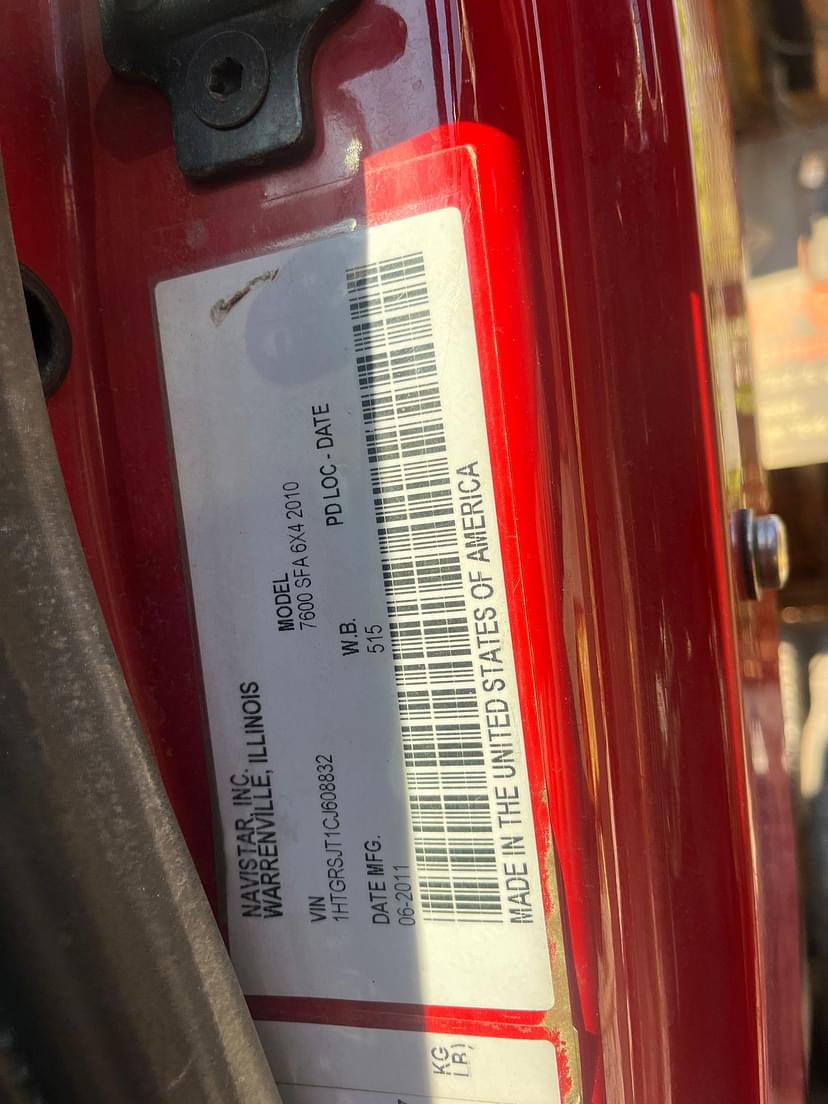 NAVISTAR, INC.
WARRENVILLE, ILLINOIS
VIN
1HTGRSJT1CJ608832
MODEL
7600 SFA 6X4 2010
DATE MFG.
06-2011
W.B.
515
PD LOC - DATE
MADE IN THE UNITED STATES OF AMERICA
KG
LB)